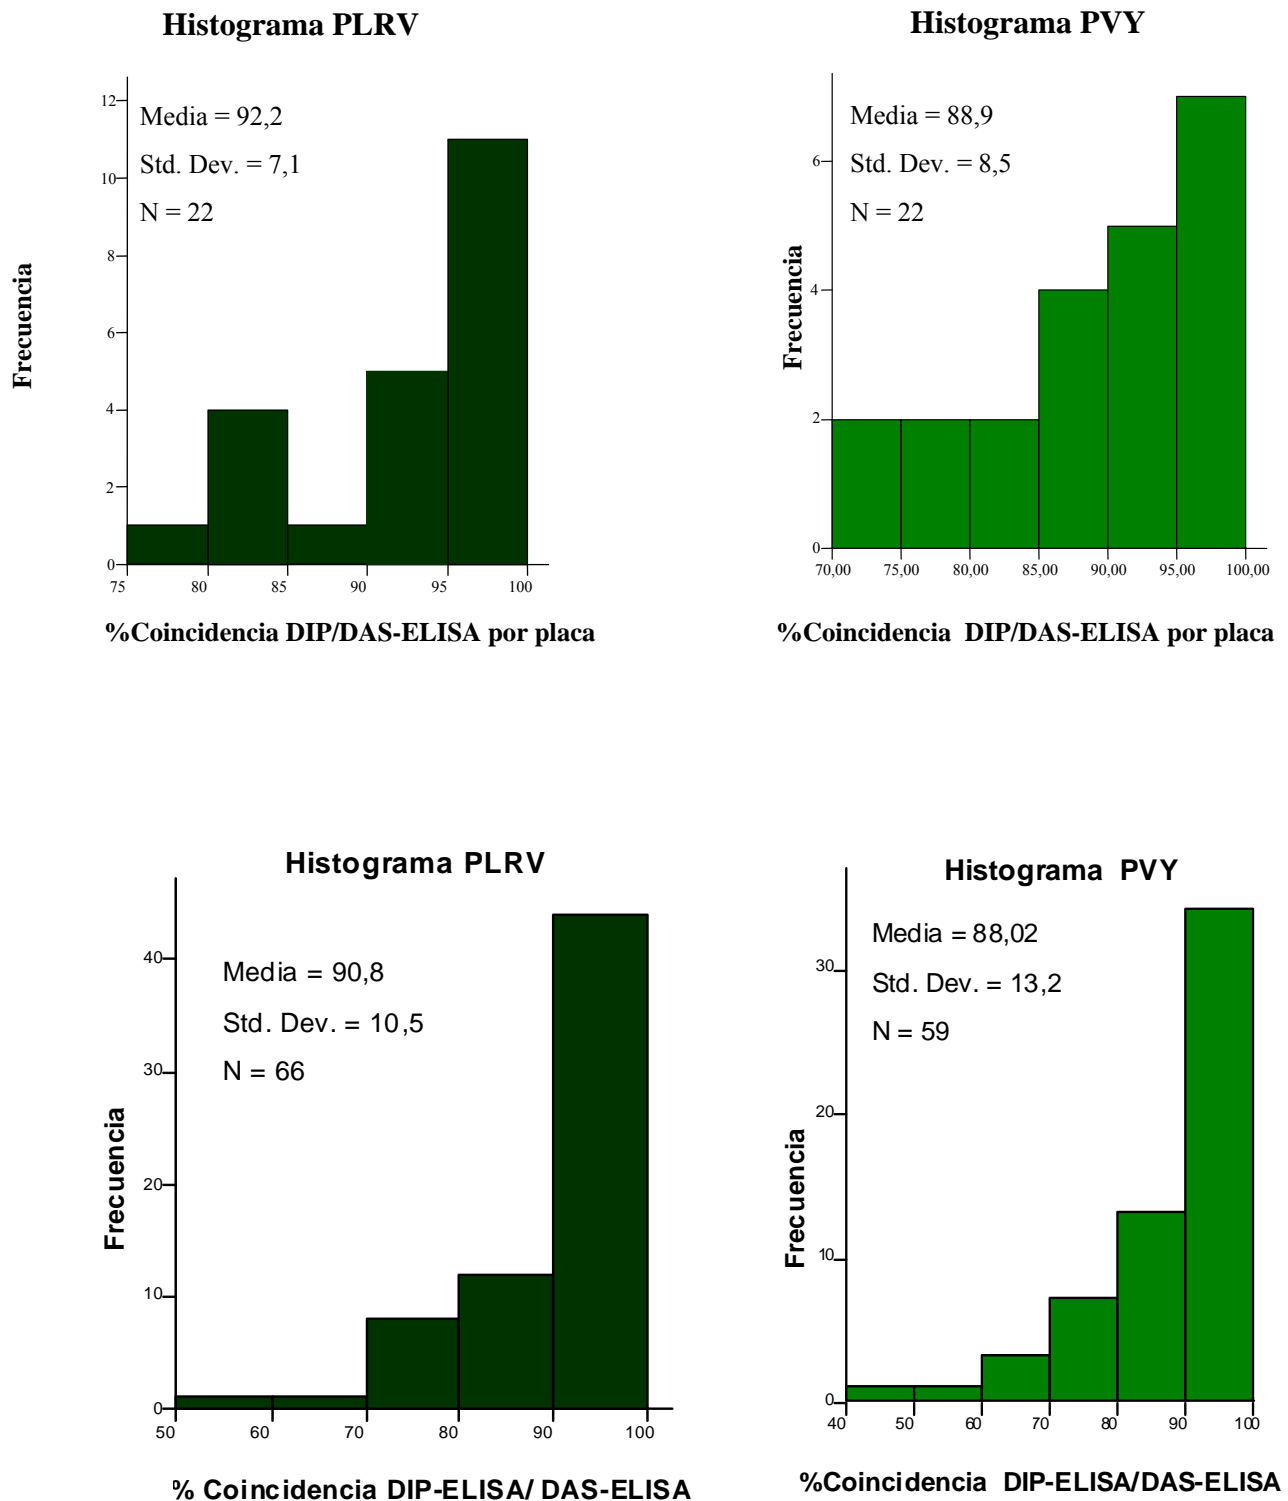 Histograma PLRV
Media = 92,2
Std. Dev. = 7,1
N = 22
12
10
8
6
4
2
0
Frecuencia
75 80 85 90 95 100
%Coincidencia DIP/DAS-ELISA por placa
Histograma PVY
Media = 88,9
Std. Dev. = 8,5
N = 22
6
4
2
0
Frecuencia
70,00 75,00 80,00 85,00 90,00 95,00 100,00
%Coincidencia DIP/DAS-ELISA por placa
Histograma PLRV
Media = 90,8
Std. Dev. = 10,5
N = 66
40
30
20
10
0
Frecuencia
50 60 70 80 90 100
% Coincidencia DIP-ELISA/ DAS-ELISA
Histograma PVY
Media = 88,02
Std. Dev. = 13,2
N = 59
30
20
10
0
Frecuencia
40 50 60 70 80 90 100
%Coincidencia DIP-ELISA/DAS-ELISA